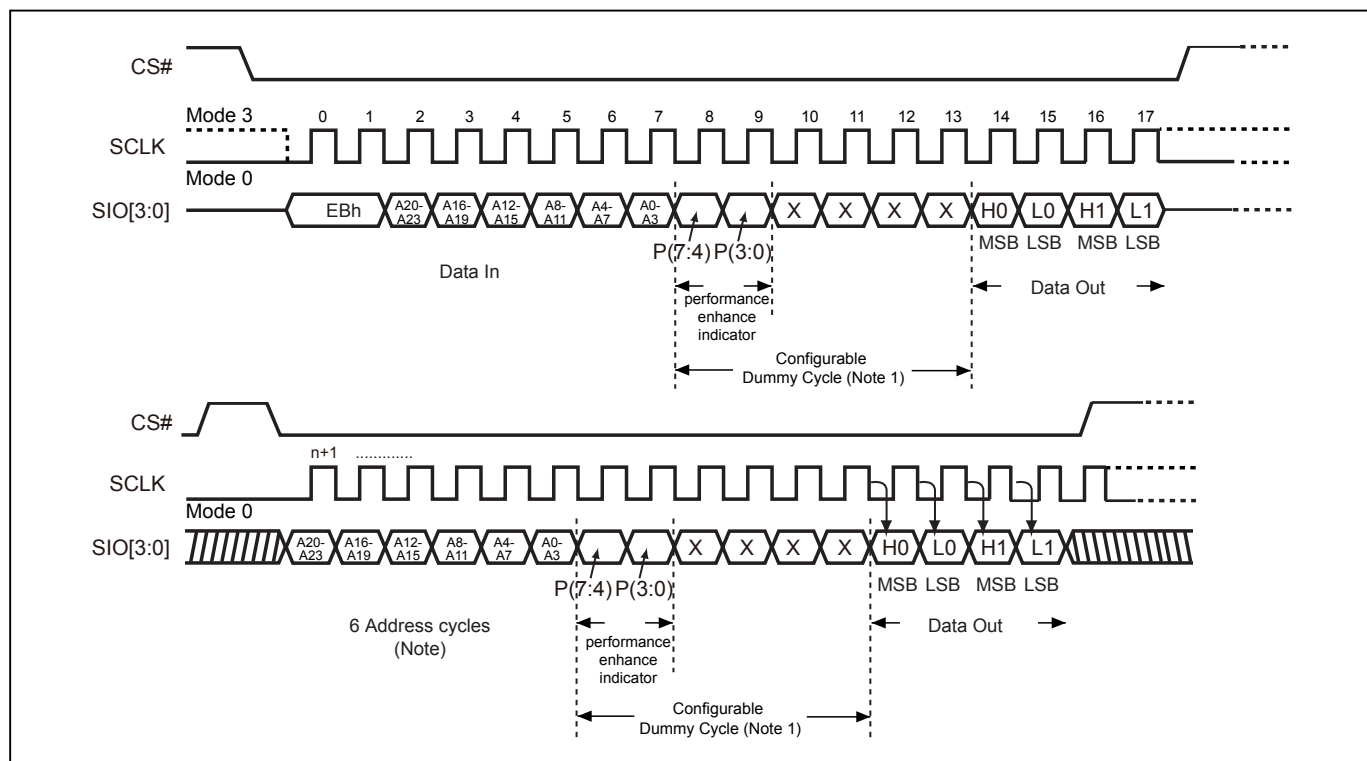 CS#
Mode 3
0 1 2 3 4 5 6 7 8 9 10 11 12 13 14 15 16 17
SCLK
Mode 0
SIO[3:0]
EBh A20-A23 A16-A19 A12-A15 A8-A11 A4-A7 A0-A3 X X X X H0 L0 H1 L1
P(7:4) P(3:0)
MSB LSB MSB LSB
Data In
performance
enhance
indicator
Data Out
Configurable
Dummy Cycle (Note 1)
CS#
n+1 .............
SCLK
Mode 0
SIO[3:0]
A20-A23 A16-A19 A12-A15 A8-A11 A4-A7 A0-A3 X X X X H0 L0 H1 L1
P(7:4) P(3:0)
MSB LSB MSB LSB
6 Address cycles
(Note)
performance
enhance
indicator
Data Out
Configurable
Dummy Cycle (Note 1)